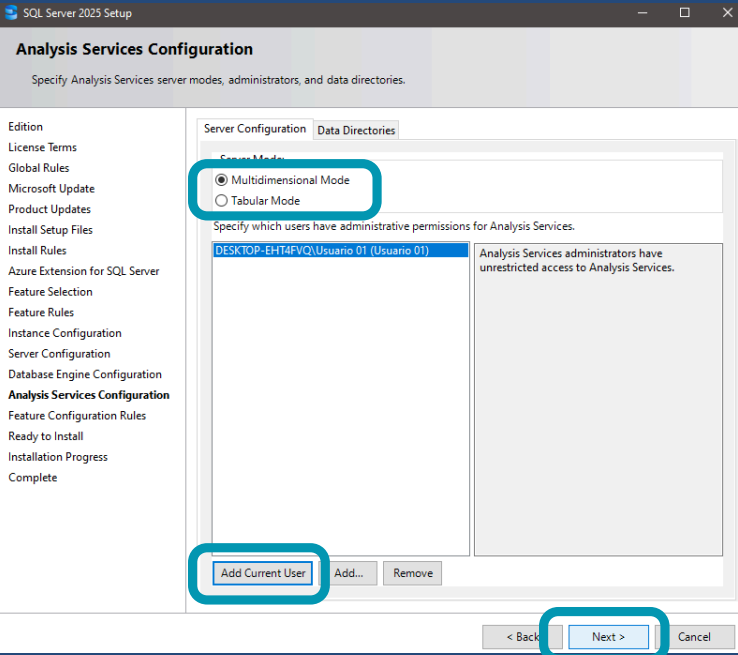 SQL Server 2025 Setup
Analysis Services Configuration
Specify Analysis Services server modes, administrators, and data directories.
Edition
License Terms
Global Rules
Microsoft Update
Product Updates
Install Setup Files
Install Rules
Azure Extension for SQL Server
Feature Selection
Feature Rules
Instance Configuration
Server Configuration
Database Engine Configuration
Analysis Services Configuration
Feature Configuration Rules
Ready to Install
Installation Progress
Complete
Server Configuration
Data Directories
Server Mode:
Multidimensional Mode
Tabular Mode
Specify which users have administrative permissions for Analysis Services.
DESKTOP-EHT4FVQ\Usuario 01 (Usuario 01)
Analysis Services administrators have
unrestricted access to Analysis Services.
Add Current User
Add...
Remove
< Back
Next >
Cancel